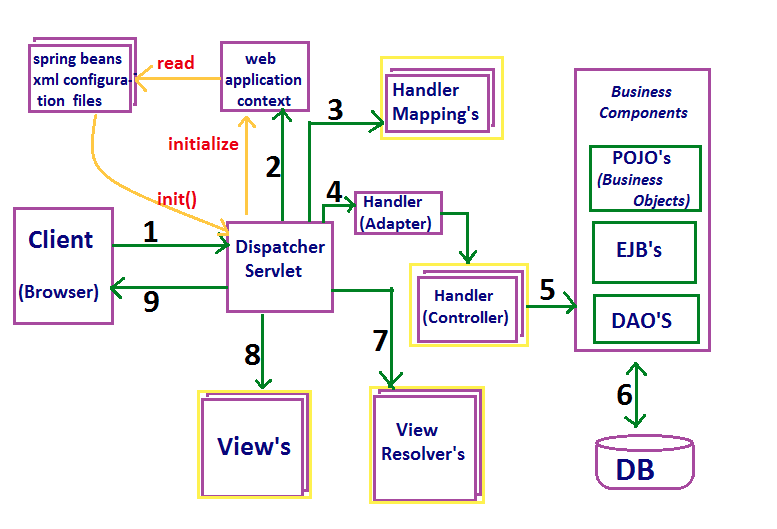 spring beans
xml configura-
tion files
read
web
application
context
initialize
init()
2
3
Handler
Mapping's
4
Handler
(Adapter)
Client
(Browser)
1
9
Dispatcher
Servlet
Handler
(Controller)
5
Business
Components
POJO's
(Business
Objects)
EJB's
DAO'S
6
DB
7
8
View's
View
Resolver's